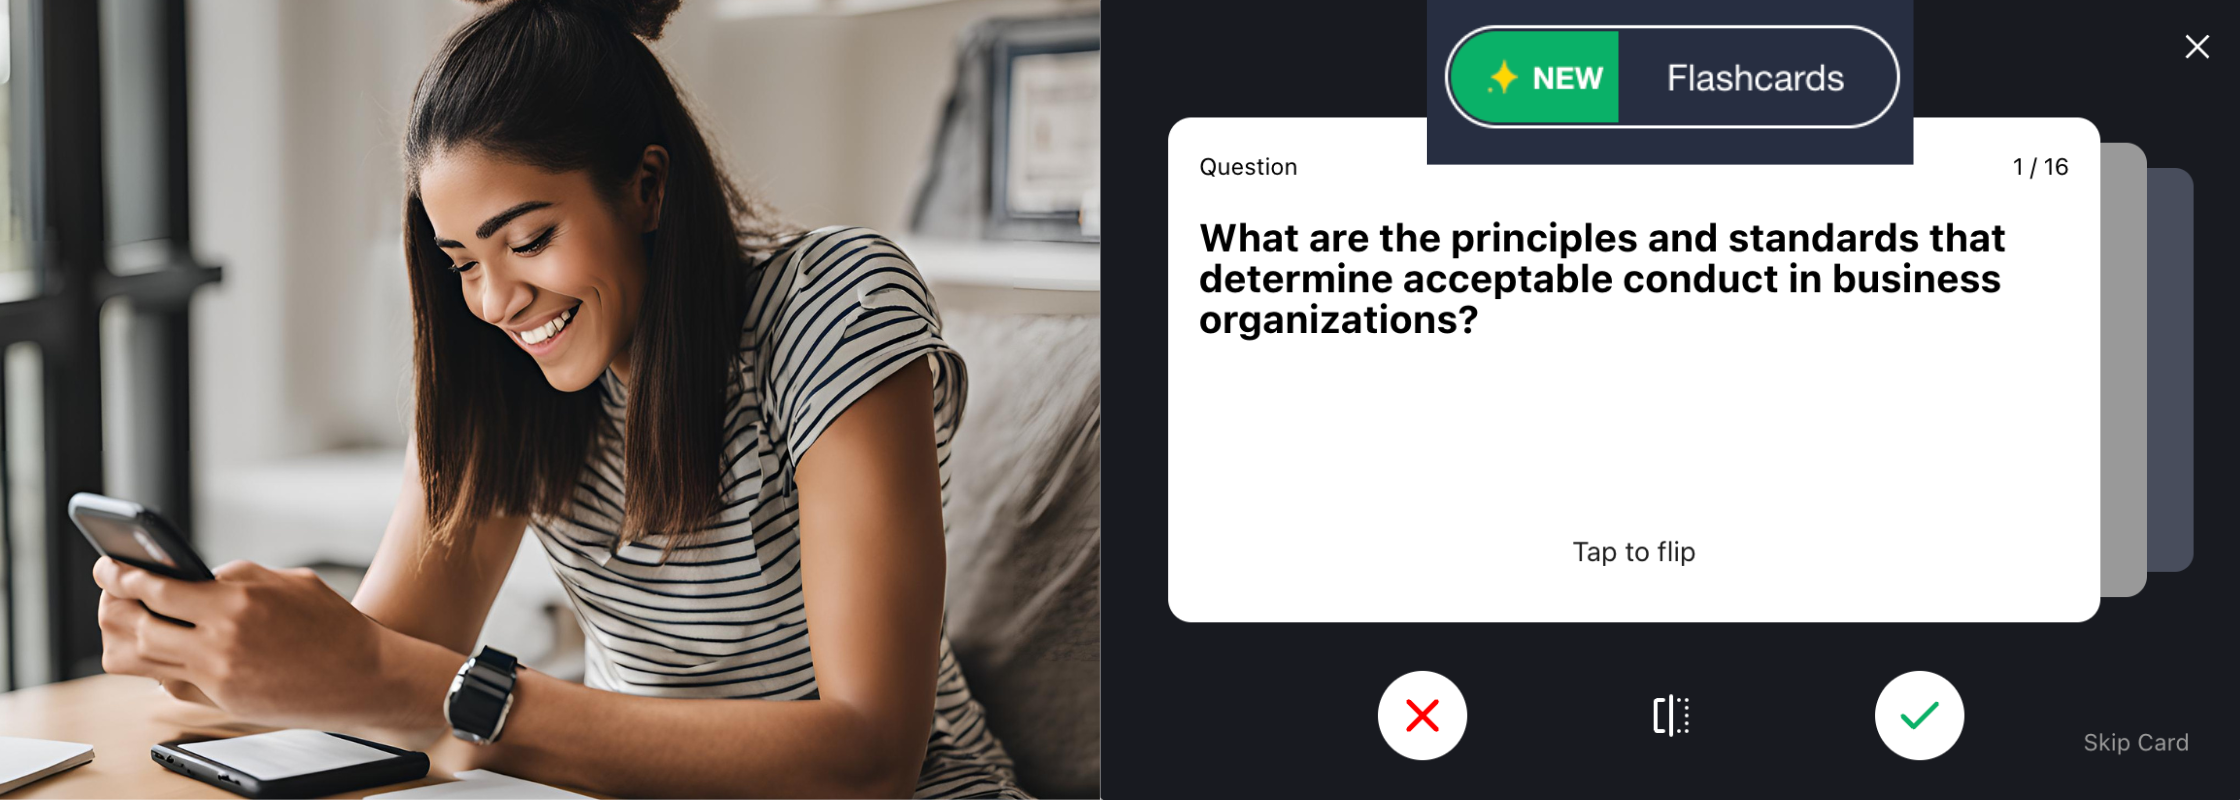 NEW Flashcards
Question 1 / 16
What are the principles and standards that
determine acceptable conduct in business
organizations?
Tap to flip
Skip Card